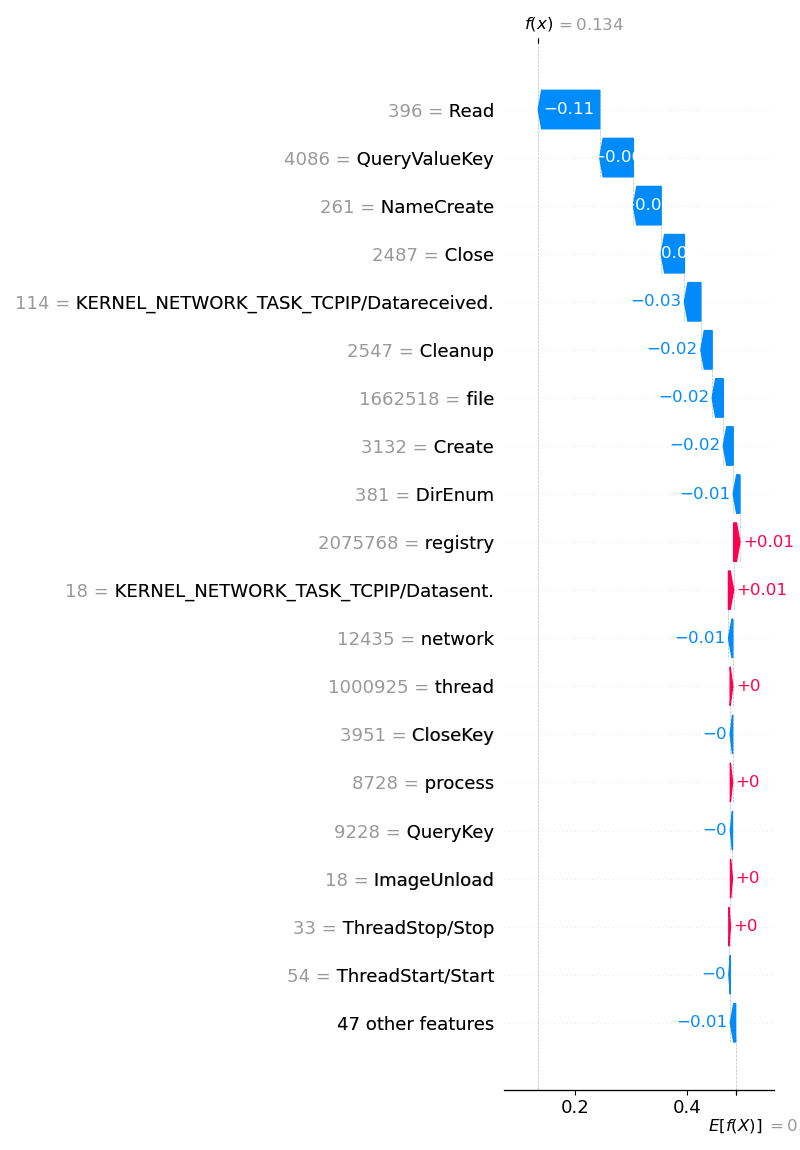 f(x) = 0.134
396 = Read
−0.11
4086 = QueryValueKey
261 = NameCreate
2487 = Close
114 = KERNEL_NETWORK_TASK_TCPIP/Datareceived.
−0.03
2547 = Cleanup
−0.02
1662518 = file
−0.02
3132 = Create
−0.02
381 = DirEnum
−0.01
2075768 = registry
+0.01
18 = KERNEL_NETWORK_TASK_TCPIP/Datasent.
+0.01
12435 = network
−0.01
1000925 = thread
+0
3951 = CloseKey
−0
8728 = process
+0
9228 = QueryKey
−0
18 = ImageUnload
+0
33 = ThreadStop/Stop
+0
54 = ThreadStart/Start
−0
47 other features
−0.01
0.2
0.4
E[f(X)] = 0.